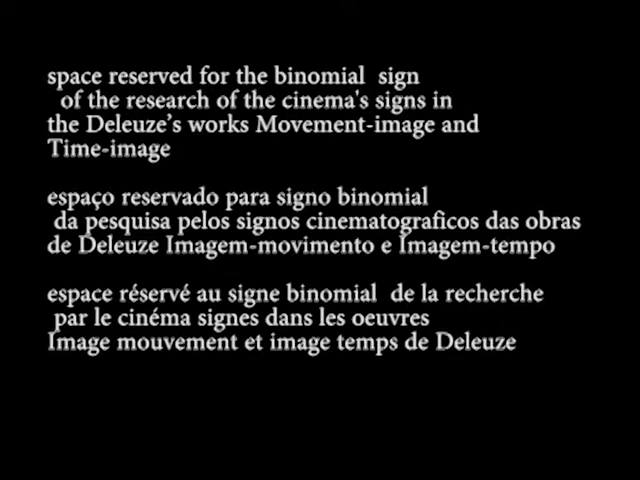 space reserved for the binomial  sign
of the research of the cinema's signs in
the Deleuze's works Movement-image and
Time-image
espaço reservado para signo binomial
da pesquisa pelos signos cinematograficos das obras
de Deleuze Imagem-movimento e Imagem-tempo
espace réservé au signe binomial  de la recherche
par le cinéma signes dans les oeuvres
Image mouvement et image temps de Deleuze